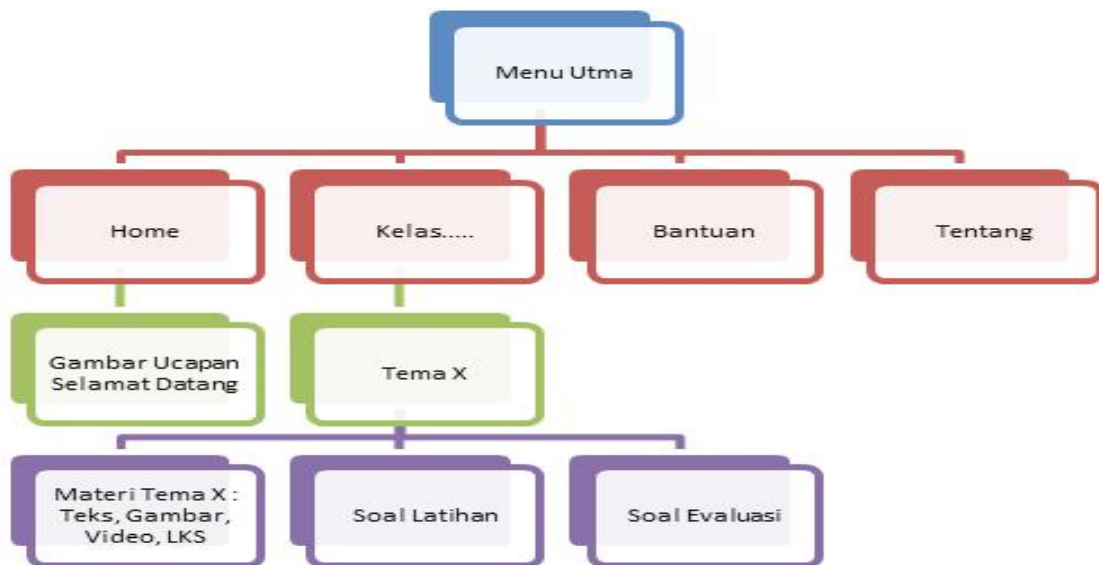 Menu Utma
Home
Kelas.....
Bantuan
Tentang
Gambar Ucapan
Selamat Datang
Tema X
Materi Tema X :
Teks, Gambar,
Video, LKS
Soal Latihan
Soal Evaluasi